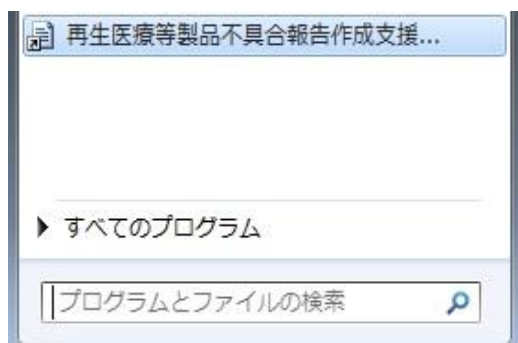 再生医療等製品不具合報告作成支援...
すべてのプログラム
プログラムとファイルの検索